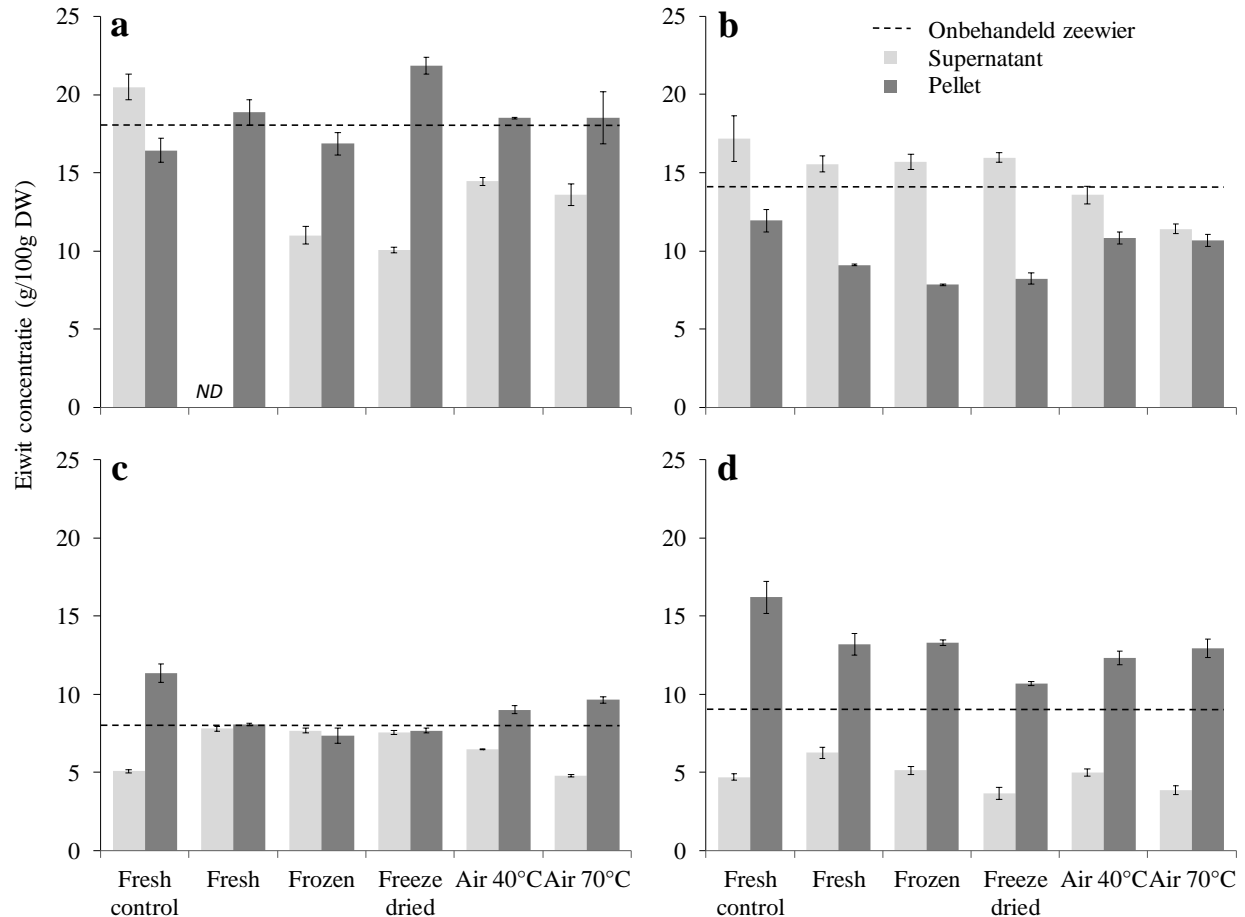 Eiwit concentratie (g/100g DW)
a
25
20
15
10
5
0
ND
b
Onbehandeld zeewier
Supernatant
Pellet
25
20
15
10
5
0
c
25
20
15
10
5
0
Fresh control
Fresh
Frozen
Freeze dried
Air 40°C
Air 70°C
d
25
20
15
10
5
0
Fresh control
Fresh
Frozen
Freeze dried
Air 40°C
Air 70°C